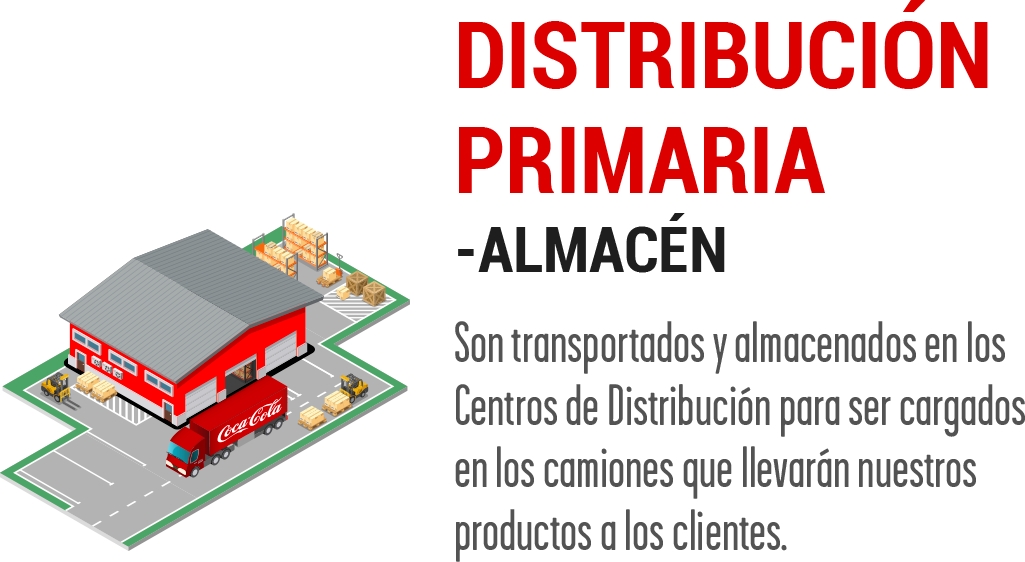 DISTRIBUCIÓN
PRIMARIA
-ALMACÉN
Son transportados y almacenados en los
Centros de Distribución para ser cargados
en los camiones que llevarán nuestros
productos a los clientes.
Coca-Cola